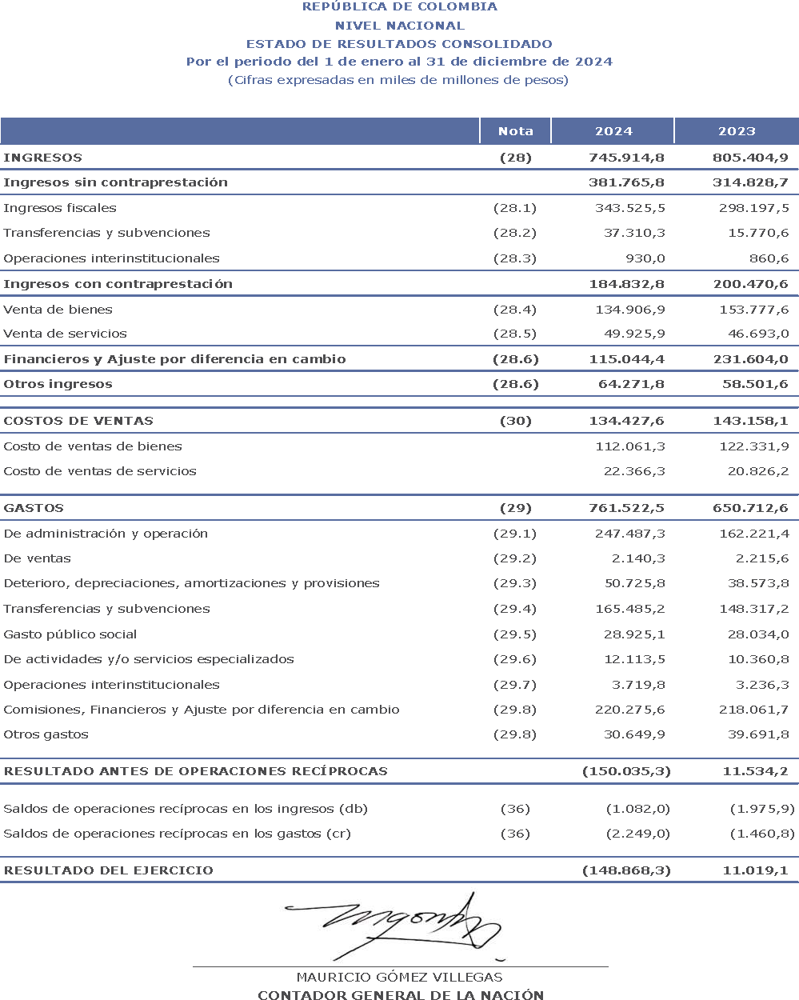 REPÚBLICA DE COLOMBIA
NIVEL NACIONAL
ESTADO DE RESULTADOS CONSOLIDADO
Por el periodo del 1 de enero al 31 de diciembre de 2024
(Cifras expresadas en miles de millones de pesos)
Nota 2024 2023
INGRESOS (28) 745.914,8 805.404,9
Ingresos sin contraprestación 381.765,8 314.828,7
Ingresos fiscales (28.1) 343.525,5 298.197,5
Transferencias y subvenciones (28.2) 37.310,3 15.770,6
Operaciones interinstitucionales (28.3) 930,0 860,6
Ingresos con contraprestación 184.832,8 200.470,6
Venta de bienes (28.4) 134.906,9 153.777,6
Venta de servicios (28.5) 49.925,9 46.693,0
Financieros y Ajuste por diferencia en cambio (28.6) 115.044,4 231.604,0
Otros ingresos (28.6) 64.271,8 58.501,6
COSTOS DE VENTAS (30) 134.427,6 143.158,1
Costo de ventas de bienes 112.061,3 122.331,9
Costo de ventas de servicios 22.366,3 20.826,2
GASTOS (29) 761.522,5 650.712,6
De administración y operación (29.1) 247.487,3 162.221,4
De ventas (29.2) 2.140,3 2.215,6
Deterioro, depreciaciones, amortizaciones y provisiones (29.3) 50.725,8 38.573,8
Transferencias y subvenciones (29.4) 165.485,2 148.317,2
Gasto público social (29.5) 28.925,1 28.034,0
De actividades y/o servicios especializados (29.6) 12.113,5 10.360,8
Operaciones interinstitucionales (29.7) 3.719,8 3.236,3
Comisiones, Financieros y Ajuste por diferencia en cambio (29.8) 220.275,6 218.061,7
Otros gastos (29.8) 30.649,9 39.691,8
RESULTADO ANTES DE OPERACIONES RECÍPROCAS (150.035,3) 11.534,2
Saldos de operaciones recíprocas en los ingresos (db) (36) (1.082,0) (1.975,9)
Saldos de operaciones recíprocas en los gastos (cr) (36) (2.249,0) (1.460,8)
RESULTADO DEL EJERCICIO (148.868,3) 11.019,1
MAURICIO GÓMEZ VILLEGAS
CONTADOR GENERAL DE LA NACIÓN